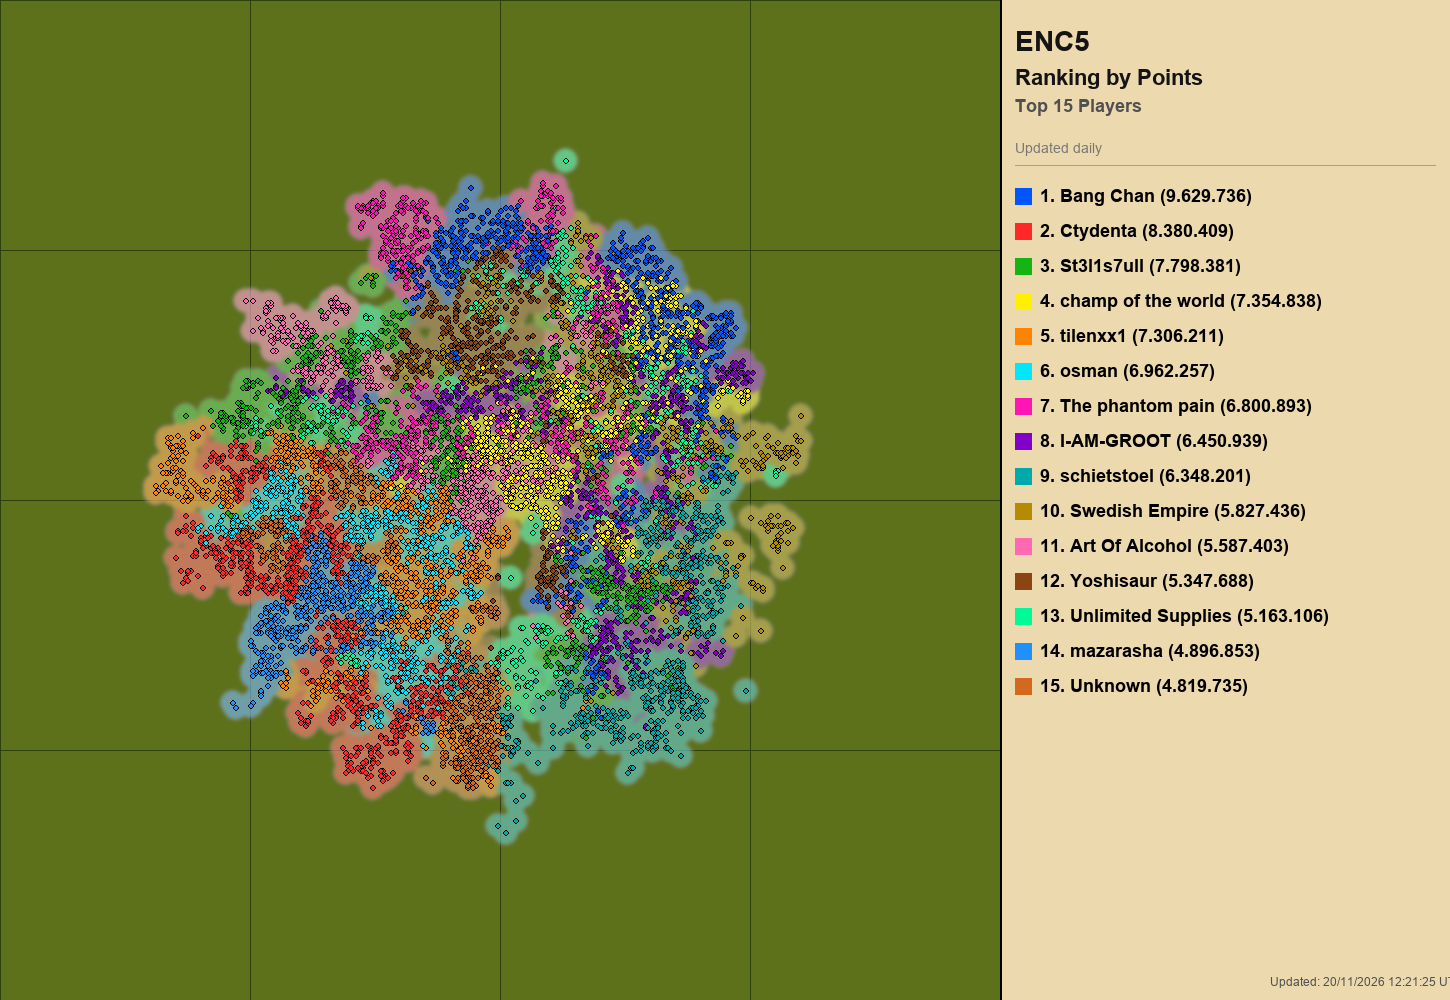 ENC5
Ranking by Points
Top 15 Players
Updated daily
1. Bang Chan (9.629.736)
2. Ctydenta (8.380.409)
3. St3l1s7ull (7.798.381)
4. champ of the world (7.354.838)
5. tilenxx1 (7.306.211)
6. osman (6.962.257)
7. The phantom pain (6.800.893)
8. I-AM-GROOT (6.450.939)
9. schietstoel (6.348.201)
10. Swedish Empire (5.827.436)
11. Art Of Alcohol (5.587.403)
12. Yoshisaur (5.347.688)
13. Unlimited Supplies (5.163.106)
14. mazarasha (4.896.853)
15. Unknown (4.819.735)
Updated: 20/11/2026 12:21:25 U